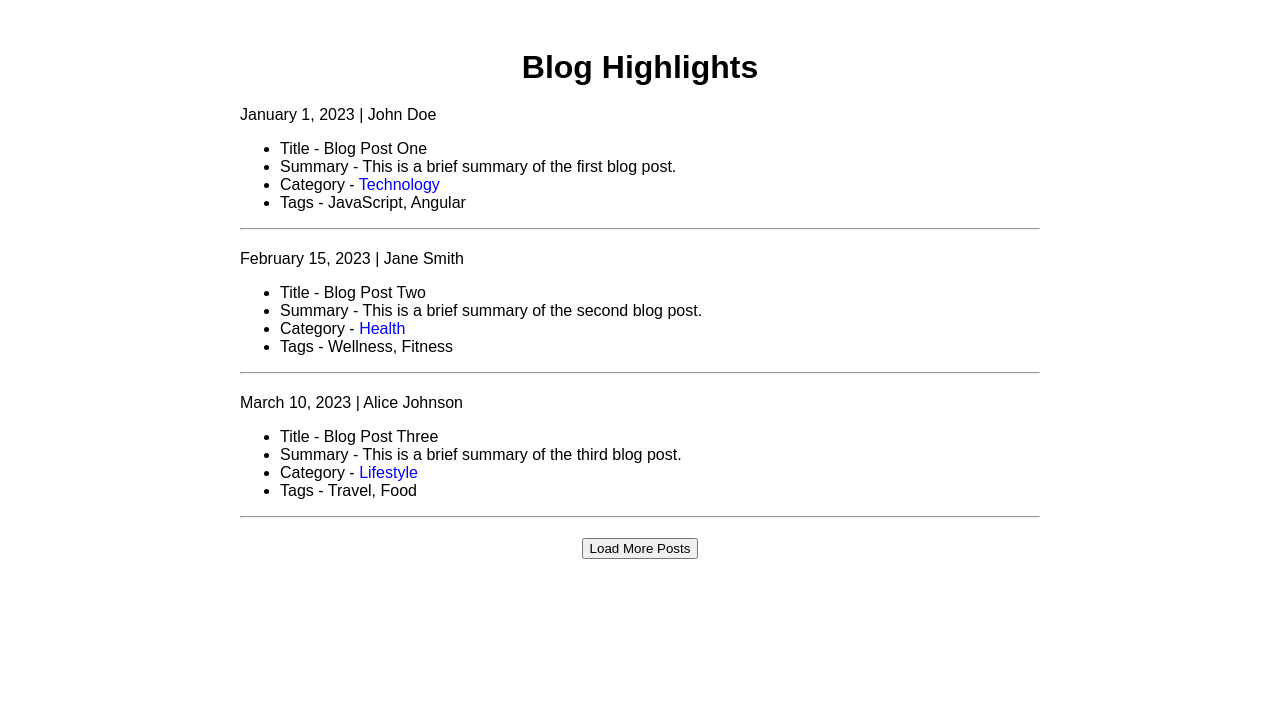 Blog Highlights
January 1, 2023 | John Doe
Title - Blog Post One
Summary - This is a brief summary of the first blog post.
Category - Technology
Tags - JavaScript, Angular
February 15, 2023 | Jane Smith
Title - Blog Post Two
Summary - This is a brief summary of the second blog post.
Category - Health
Tags - Wellness, Fitness
March 10, 2023 | Alice Johnson
Title - Blog Post Three
Summary - This is a brief summary of the third blog post.
Category - Lifestyle
Tags - Travel, Food
Load More Posts